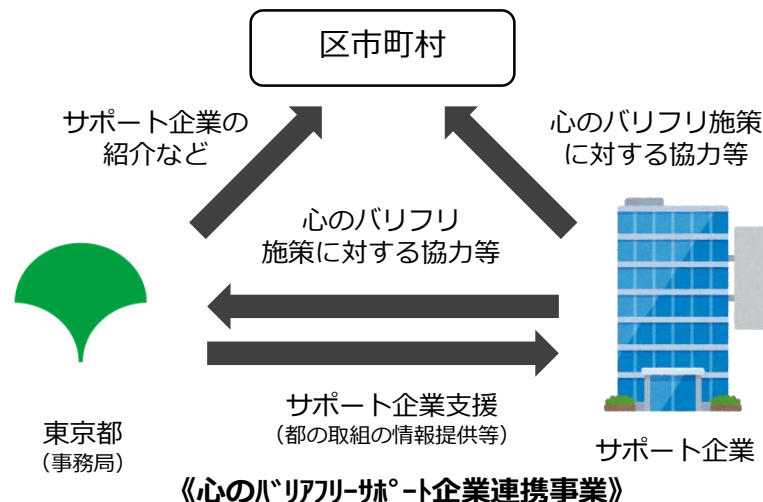 区市町村
サポート企業の
紹介など
心のバリフリ施策
に対する協力等
心のバリフリ
施策に対する協力等
サポート企業支援
（都の取組の情報提供等）
東京都
（事務局）
サポート企業
《心のﾊﾞﾘｱﾌﾘｰｻﾎﾟｰﾄ企業連携事業》